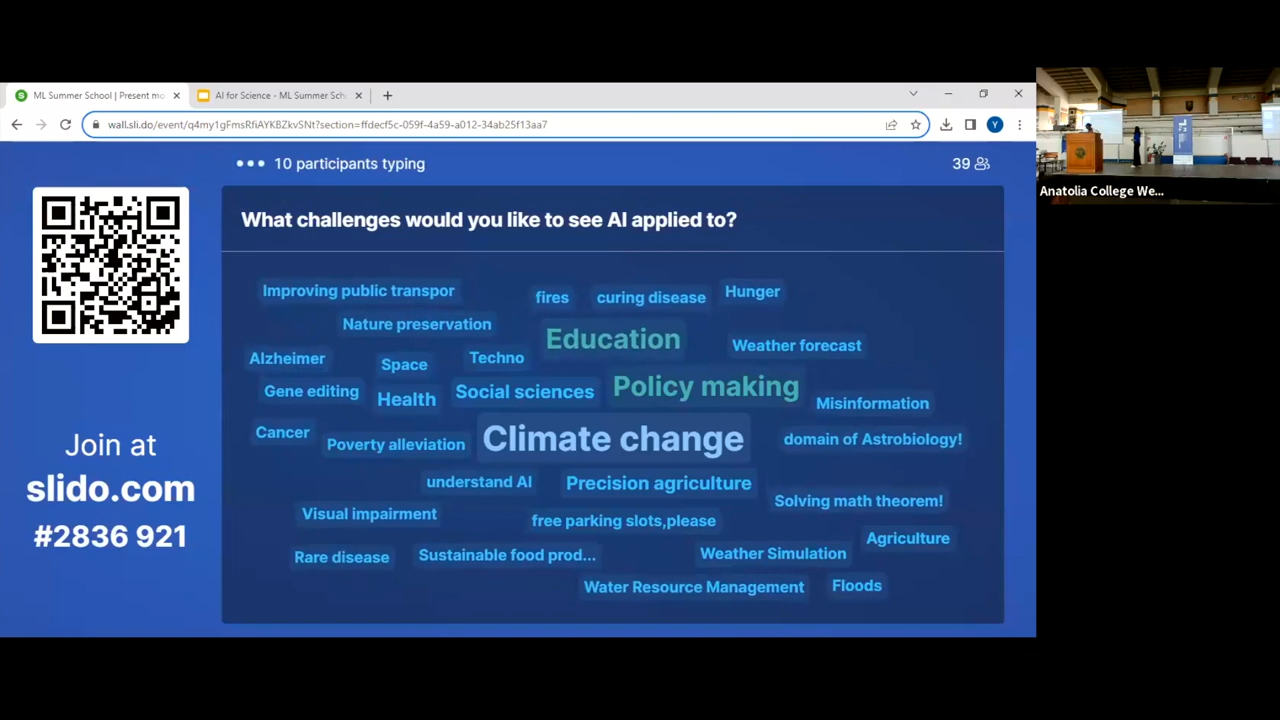 ML Summer School | Present mo
AI for Science - ML Summer Sch
wall.sli.do/event/q4my1gFmsRfiAYKBZkvSNt?section=ffdecf5c-059f-4a59-a012-34ab25f13aa7
Y
10 participants typing
39
What challenges would you like to see AI applied to?
Improving public transpor
fires
curing disease
Hunger
Nature preservation
Education
Weather forecast
Alzheimer
Space
Techno
Gene editing
Health
Social sciences
Policy making
Misinformation
Cancer
Poverty alleviation
Climate change
domain of Astrobiology!
understand AI
Precision agriculture
Solving math theorem!
Visual impairment
free parking slots,please
Rare disease
Sustainable food prod...
Weather Simulation
Agriculture
Water Resource Management
Floods
Join at
slido.com
#2836 921
Anatolia College We...